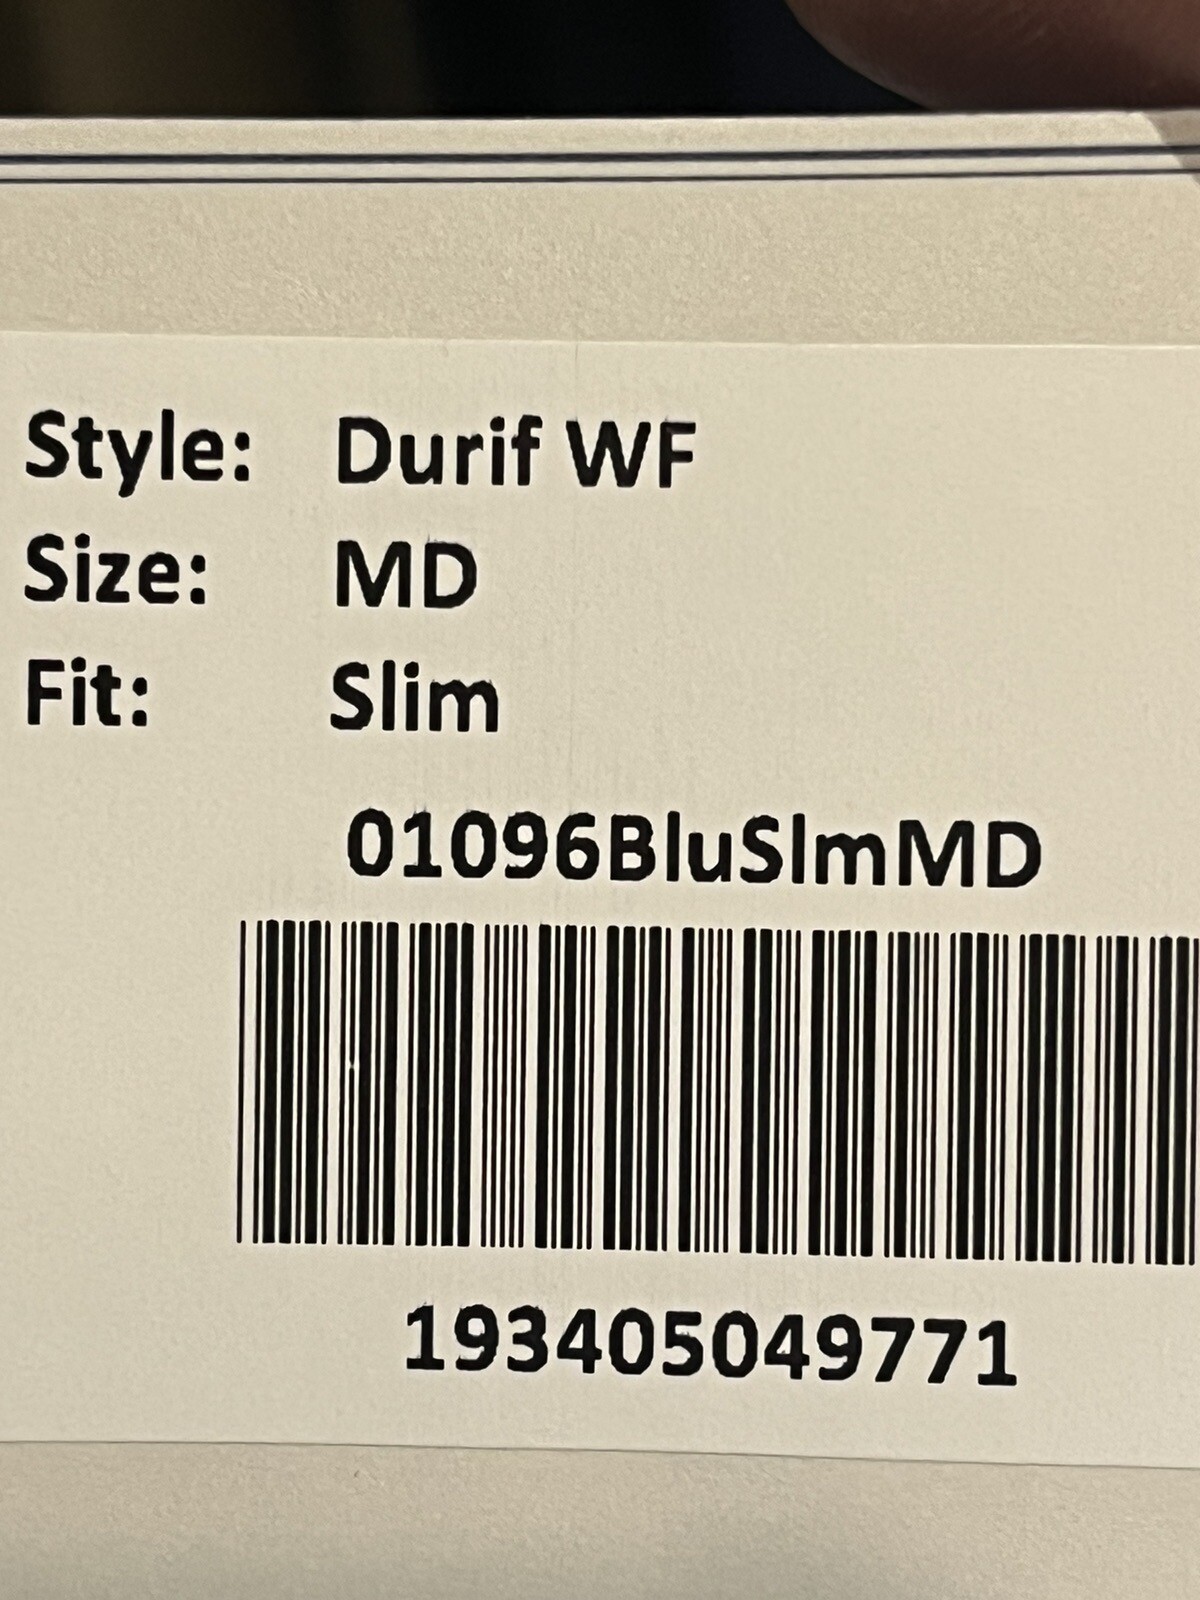 Style: Durif WF
Size: MD
Fit: Slim
01096BluSlmMD
193405049771